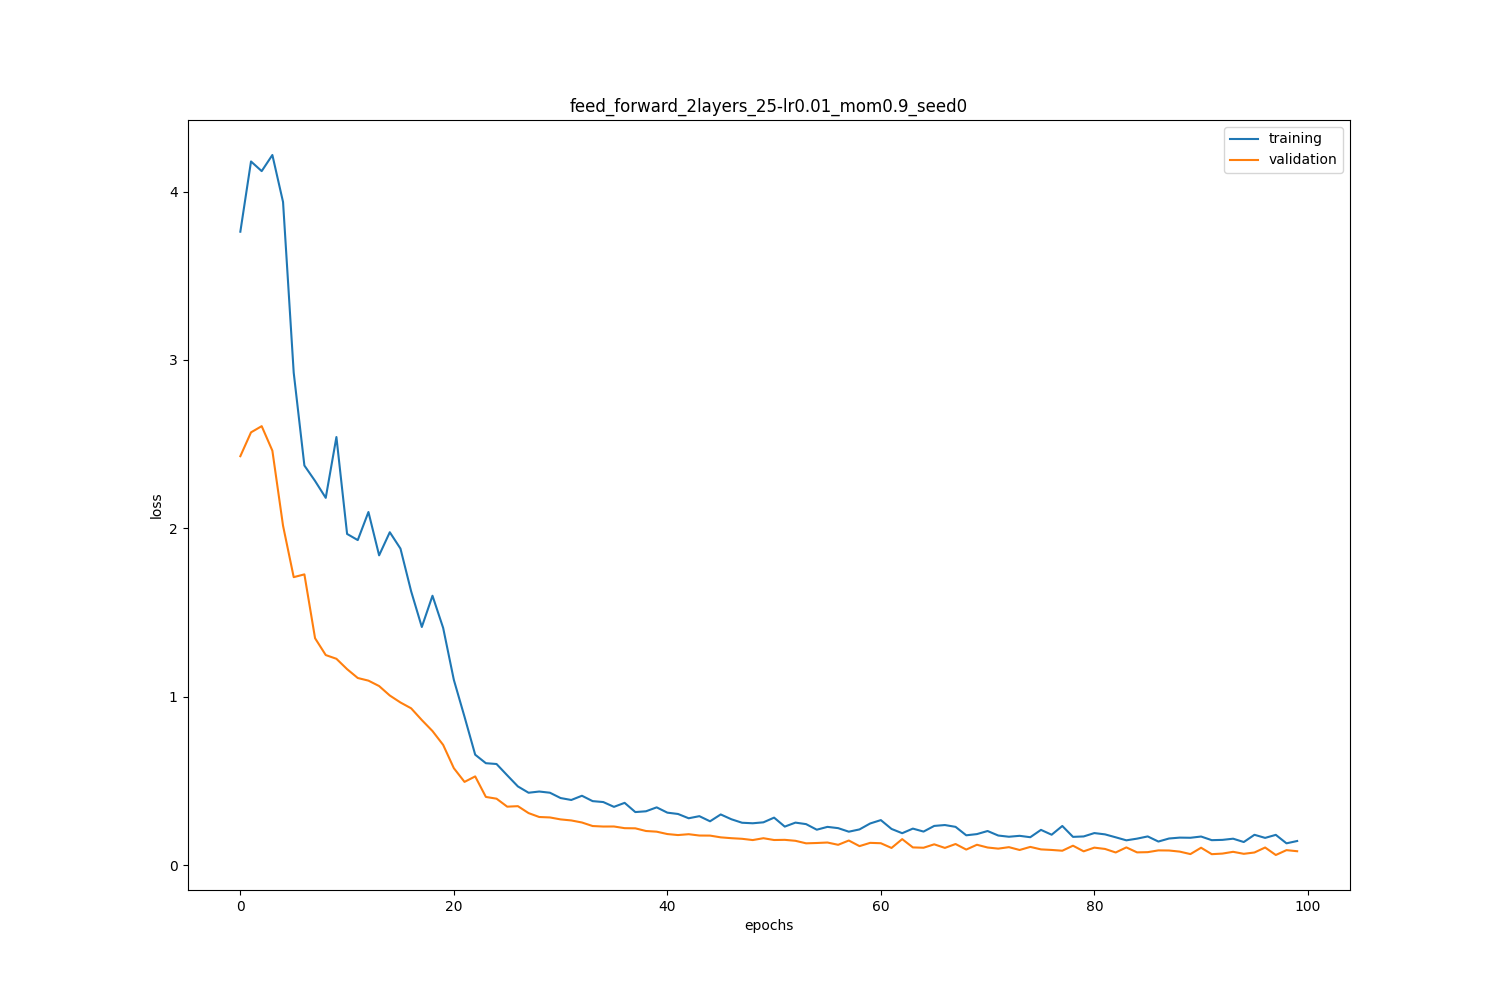 feed_forward_2layers_25-lr0.01_mom0.9_seed0
training
validation
4
3
2
1
0
loss
0 20 40 60 80 100
epochs